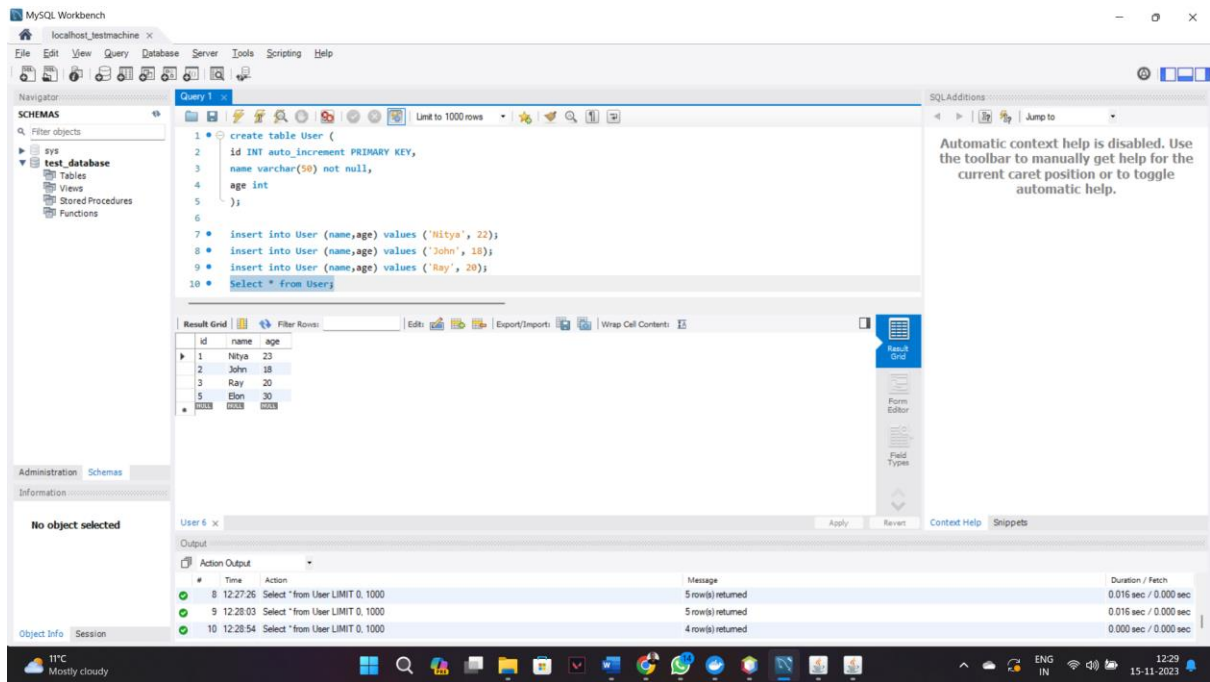 MySQL Workbench
localhost_testmachine
File Edit View Query Database Server Tools Scripting Help
Navigator
SCHEMAS
Filter objects
sys
test_database
Tables
Views
Stored Procedures
Functions
Administration Schemas
Information
No object selected
Object Info Session
Query 1
Limit to 1000 rows
1 create table User (
2 id INT auto_increment PRIMARY KEY,
3 name varchar(50) not null,
4 age int
5 );
6
7 insert into User (name,age) values ('Nitya', 22);
8 insert into User (name,age) values ('John', 18);
9 insert into User (name,age) values ('Ray', 20);
10 Select * from User;
Result Grid Filter Rows: Edit: Export/Import: Wrap Cell Content:
id name age
1 Nitya 23
2 John 18
3 Ray 20
5 Elon 30
NULL NULL NULL
Result Grid
Form Editor
Field Types
User 6 Apply Revert
SQLAdditions
Jump to
Automatic context help is disabled. Use
the toolbar to manually get help for the
current caret position or to toggle
automatic help.
Context Help Snippets
Output
Action Output
# Time Action Message Duration / Fetch
8 12:27:26 Select * from User LIMIT 0, 1000 5 row(s) returned 0.016 sec / 0.000 sec
9 12:28:03 Select * from User LIMIT 0, 1000 5 row(s) returned 0.016 sec / 0.000 sec
10 12:28:54 Select * from User LIMIT 0, 1000 4 row(s) returned 0.000 sec / 0.000 sec
11°C
Mostly cloudy
ENG
IN
12:29
15-11-2023